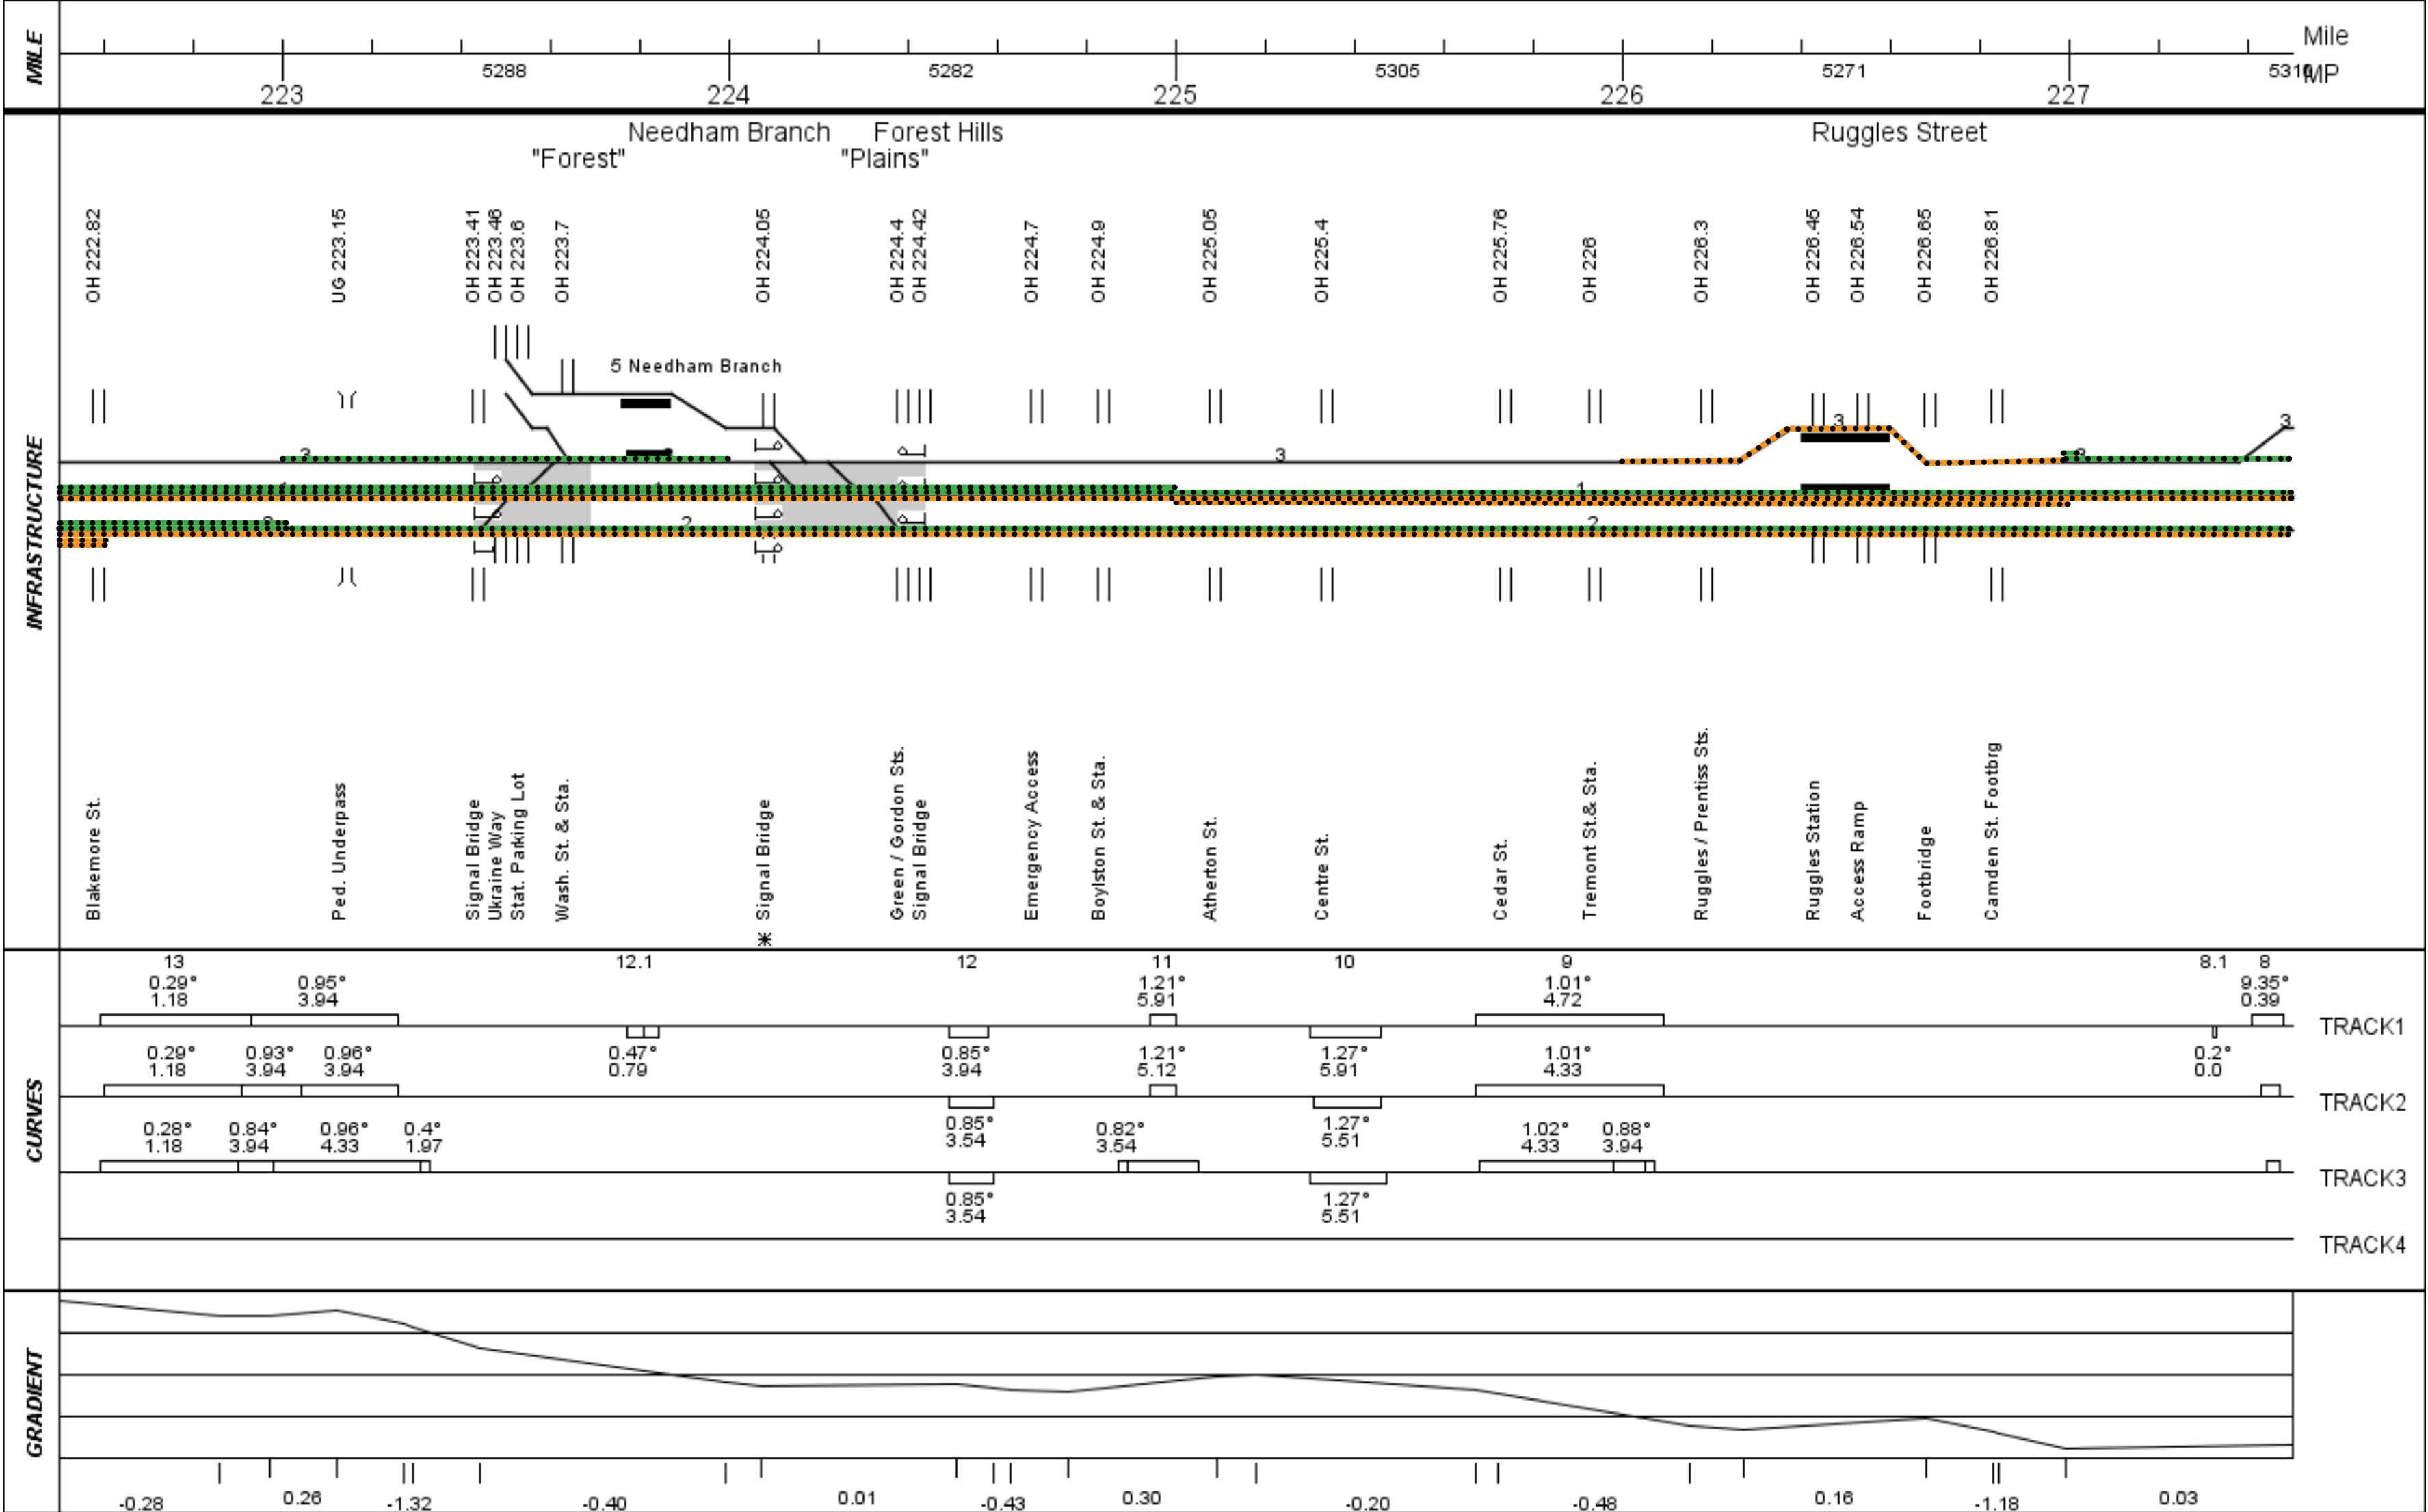 MILE
5288 5282 5305 5271
Mile
MP
223 224 225 226 227
Needham Branch Forest Hills Ruggles Street
"Forest" "Plains"
INFRASTRUCTURE
OH 222.82
UG 223.15
OH 223.41
OH 223.46
OH 223.6
OH 223.7
OH 224.05
OH 224.4
OH 224.42
OH 224.7
OH 224.9
OH 225.05
OH 225.4
OH 225.76
OH 226
OH 226.3
OH 226.45
OH 226.54
OH 226.65
OH 226.81
5 Needham Branch
3 3 3 3
1
2 2
Blakemore St.
Ped. Underpass
Signal Bridge
Ukraine Way
Stat. Parking Lot
Wash. St. & Sta.
Signal Bridge
Green / Gordon Sts.
Signal Bridge
Emergency Access
Boylston St. & Sta.
Atherton St.
Centre St.
Cedar St.
Tremont St.& Sta.
Ruggles / Prentiss Sts.
Ruggles Station
Access Ramp
Footbridge
Camden St. Footbrg
CURVES
13 12.1 12 11 10 9 8.1 8
0.29° 0.95° 1.21° 1.01° 9.35°
1.18 3.94 5.91 4.72 0.39
TRACK1
0.29° 0.93° 0.96° 0.47° 0.85° 1.21° 1.27° 1.01° 0.2°
1.18 3.94 3.94 0.79 3.94 5.12 5.91 4.33 0.0
TRACK2
0.28° 0.84° 0.96° 0.4° 0.85° 0.82° 1.27° 1.02° 0.88°
1.18 3.94 4.33 1.97 3.54 3.54 5.51 4.33 3.94
TRACK3
0.85° 1.27°
3.54 5.51
TRACK4
GRADIENT
-0.28 0.26 -1.32 -0.40 0.01 -0.43 0.30 -0.20 -0.48 0.16 -1.18 0.03